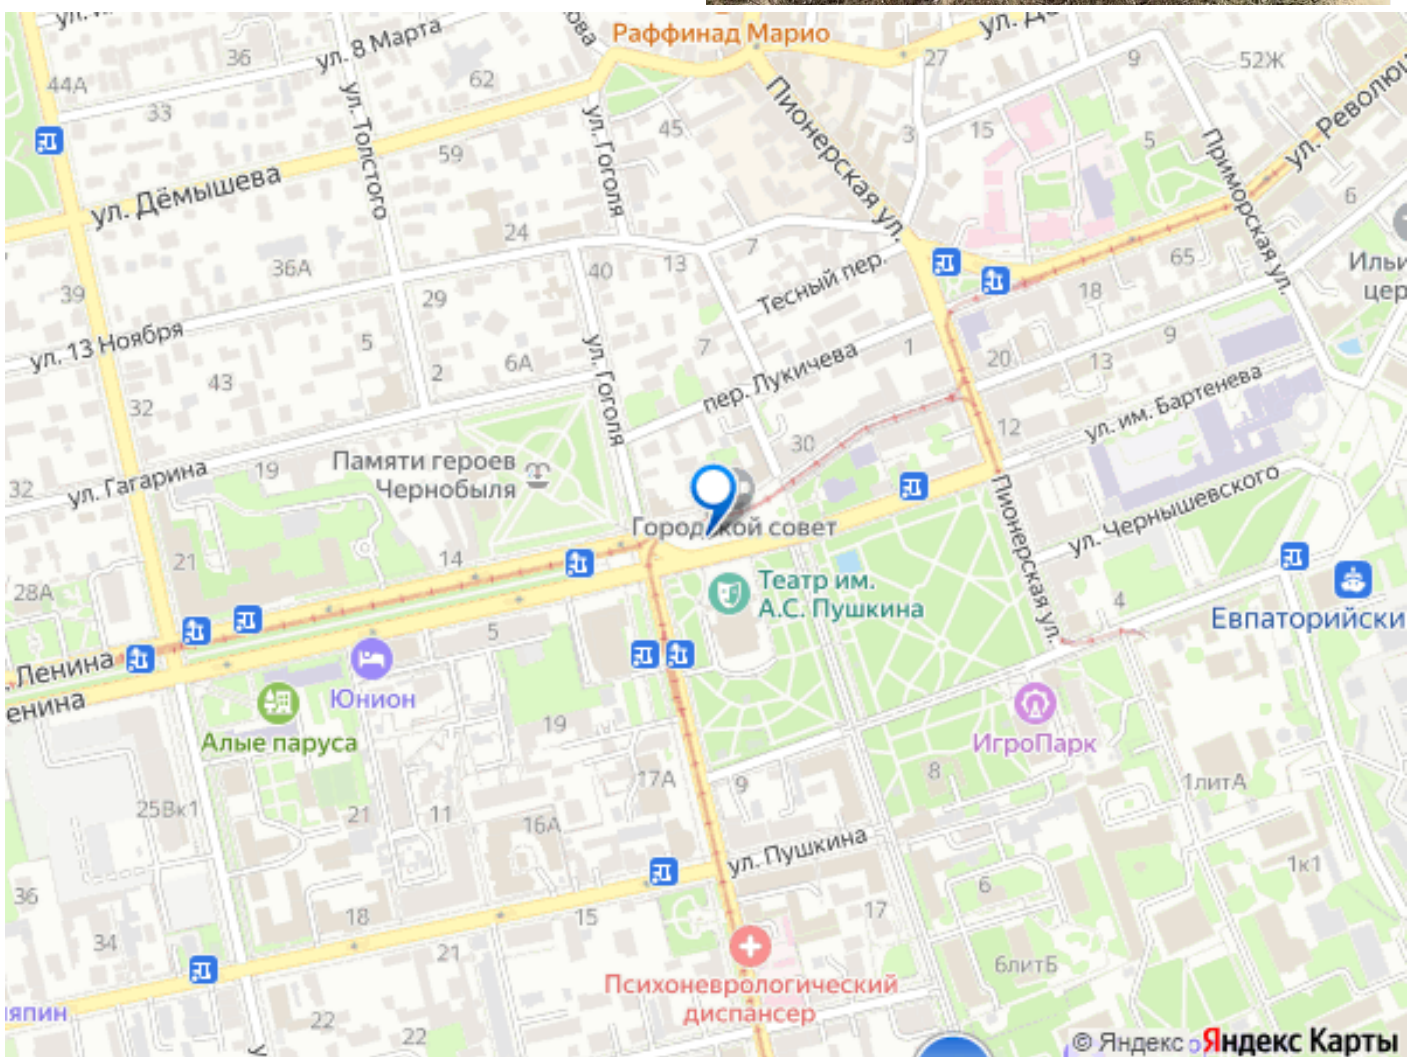 Раффинад Марио
27
9
52Ж
36
ул. 8 Марта
44А
62
33
ул. Толстого
ул. Гоголя
45
Пионерская ул.
3
15
5
Приморская ул.
ул. Революц
59
ул. Дёмышева
6
24
7
36А
40
13
Тесный пер.
65
Ильи
цер
39
29
18
ул. 13 Ноября
5
ул. Гоголя
7
1
20
9
13
6А
2
пер. Лукичева
43
32
ул. им. Бартенева
12
30
Памяти героев
Чернобыля
19
ул. Гагарина
32
Пионерская ул.
ул. Чернышевского
Городской совет
21
14
28А
Театр им.
А.С. Пушкина
4
Евпаторийски
5
Ленина
енина
Юнион
Алые паруса
19
ИгроПарк
17А
9
8
1литА
25Вк1
21
11
16А
ул. Пушкина
1к1
36
6
18
15
17
34
21
6литБ
Психоневрологический
диспансер
япин
22
22
© Яндекс
Яндекс Карты